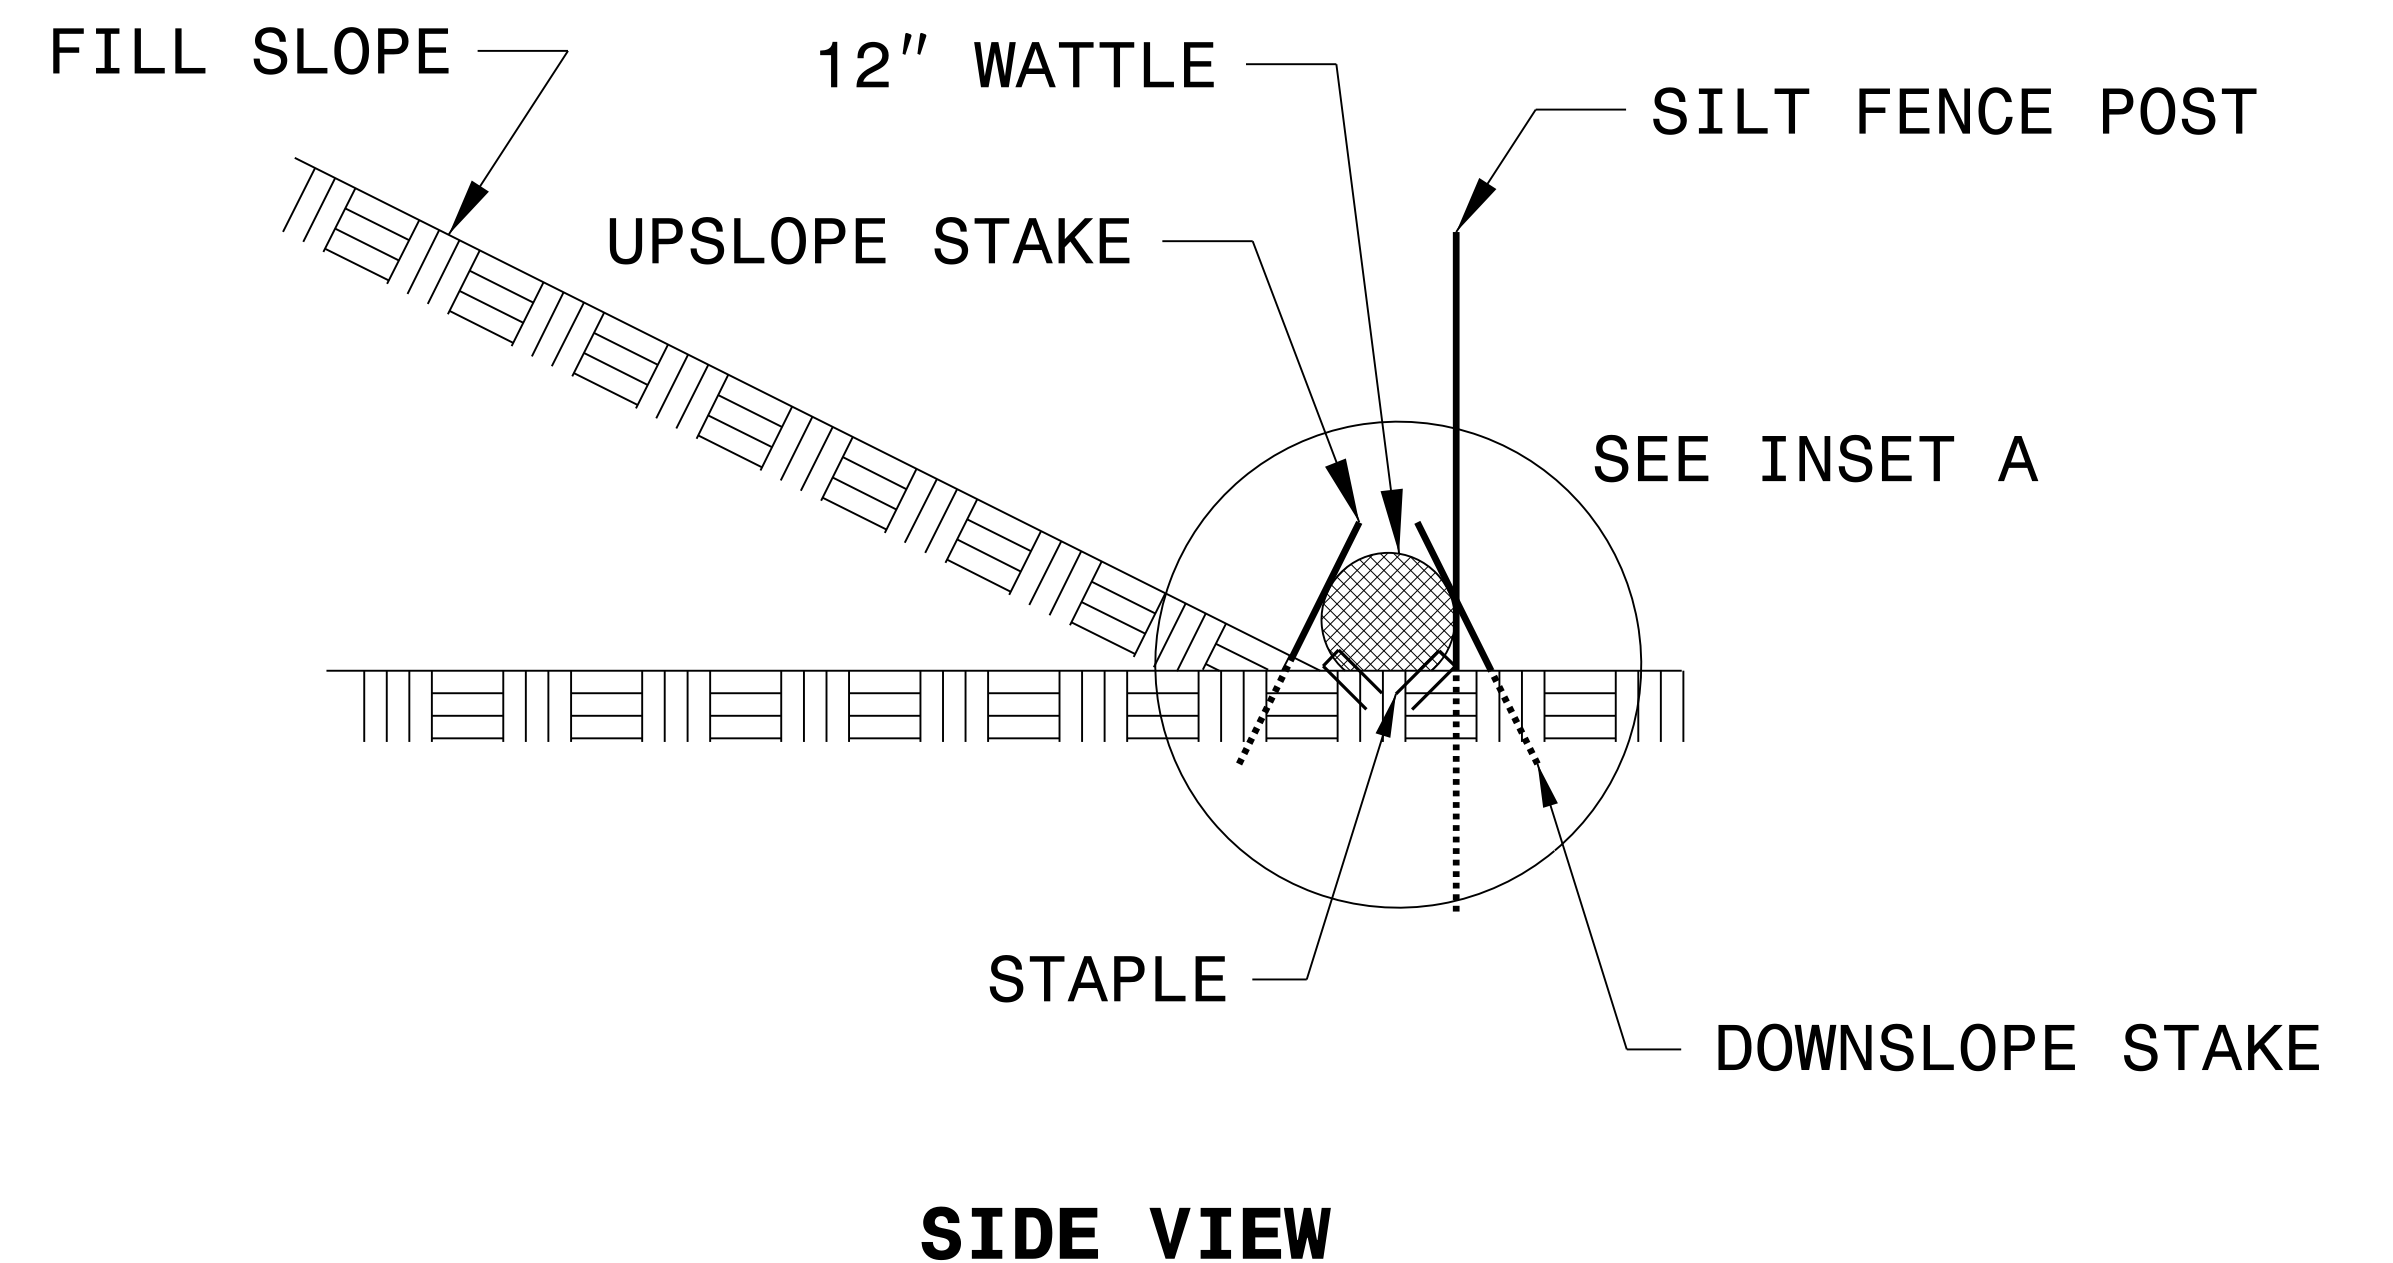 FILL SLOPE
12" WATTLE
SILT FENCE POST
UPSLOPE STAKE
SEE INSET A
STAPLE
DOWNSLOPE STAKE
SIDE VIEW